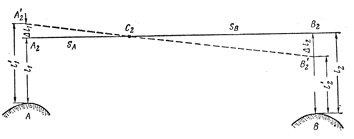 A₂′
C₂
S_B
B₂
Δl₁
A₂
S_A
Δl₂
B₂′
l₁′
l₁
l₂′
l₂
A
B